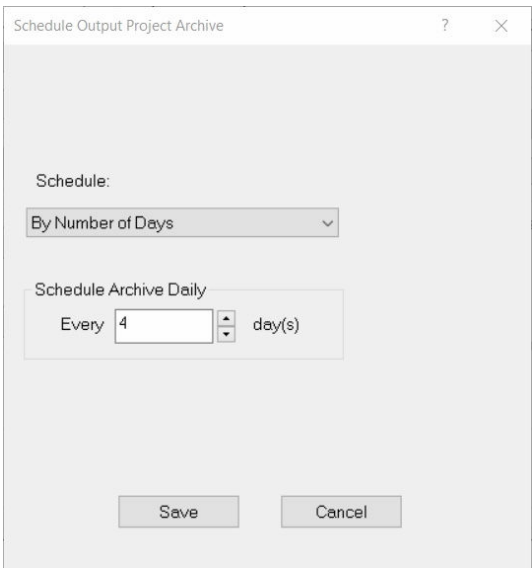 Schedule Output Project Archive ?
Schedule:
By Number of Days
Schedule Archive Daily
Every 4 day(s)
Save Cancel